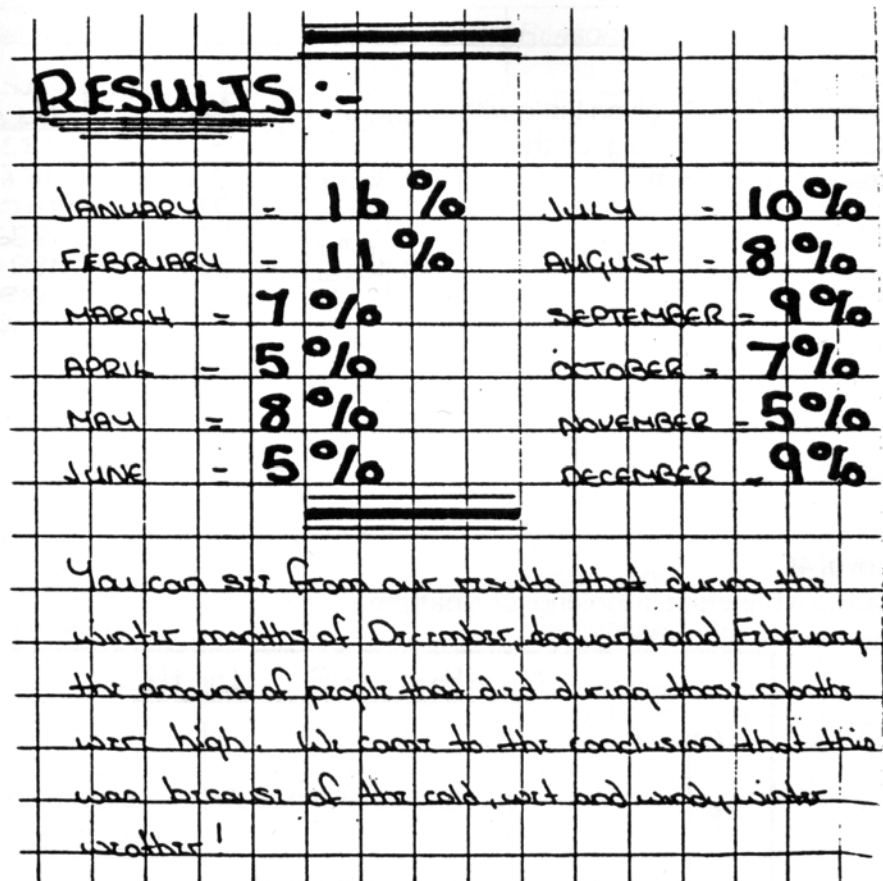 RESULTS :-
JANUARY = 16% JULY = 10%
FEBRUARY = 11% AUGUST = 8%
MARCH = 7% SEPTEMBER = 9%
APRIL = 5% OCTOBER = 7%
MAY = 8% NOVEMBER = 5%
JUNE = 5% DECEMBER = 9%
You can see from our results that during the
winter months of December, January and February
the amount of people that died during those months
were high. We came to the conclusion that this
was because of the cold, wet and windy winter
weather!